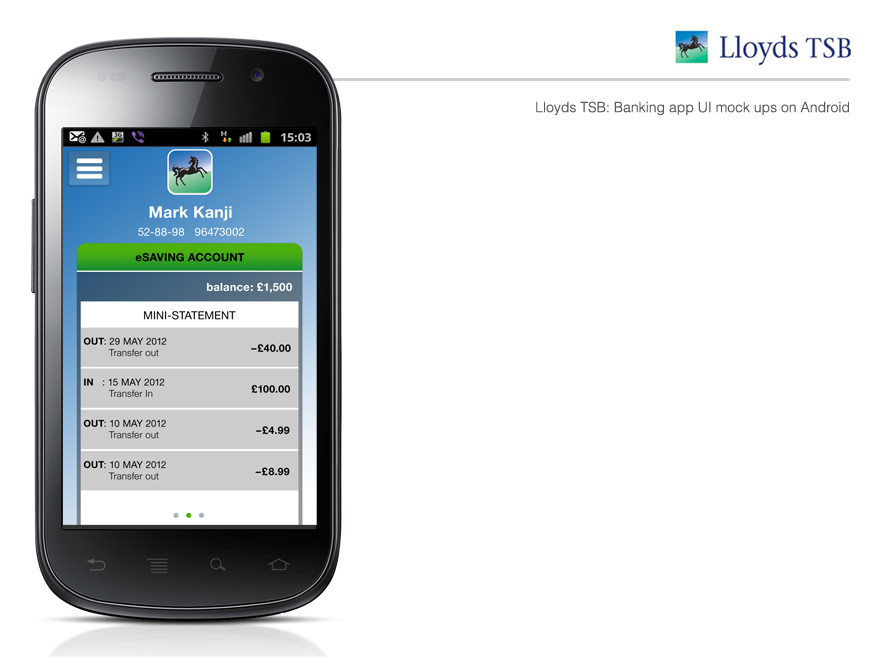 Lloyds TSB
Lloyds TSB: Banking app UI mock ups on Android
3G
H
15:03
Mark Kanji
52-88-98 96473002
eSAVING ACCOUNT
balance: £1,500
MINI-STATEMENT
OUT: 29 MAY 2012
Transfer out
–£40.00
IN : 15 MAY 2012
Transfer In
£100.00
OUT: 10 MAY 2012
Transfer out
–£4.99
OUT: 10 MAY 2012
Transfer out
–£8.99